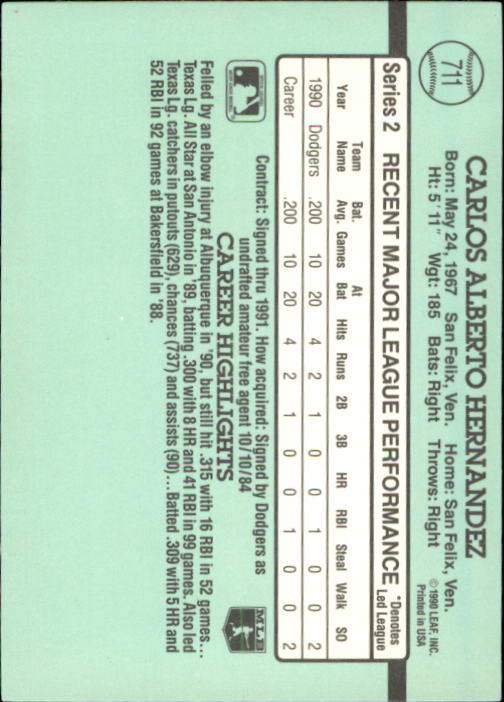 711
CARLOS ALBERTO HERNANDEZ
Born: May 24, 1967 San Felix, Ven. Home: San Felix, Ven.
Ht: 5'11" Wgt: 185 Bats: Right Throws: Right
© 1990 LEAF, INC.
Printed in USA
Series 2 RECENT MAJOR LEAGUE PERFORMANCE *Denotes Led League
Year Team Name Bat. Avg. Games At Bat Hits Runs 2B 3B HR RBI Steal Walk SO
1990 Dodgers .200 10 20 4 2 1 0 0 1 0 0 2
Career .200 10 20 4 2 1 0 0 1 0 0 2
Contract: Signed thru 1991. How acquired: Signed by Dodgers as
undrafted amateur free agent 10/10/84
CAREER HIGHLIGHTS
MLB
Felled by an elbow injury at Albuquerque in '90, but still hit .315 with 16 RBI in 52 games...
Texas Lg. All Star at San Antonio in '89, batting .300 with 8 HR and 41 RBI in 99 games. Also led
Texas Lg. catchers in putouts (629), chances (737) and assists (90)... Batted .309 with 5 HR and
52 RBI in 92 games at Bakersfield in '88.